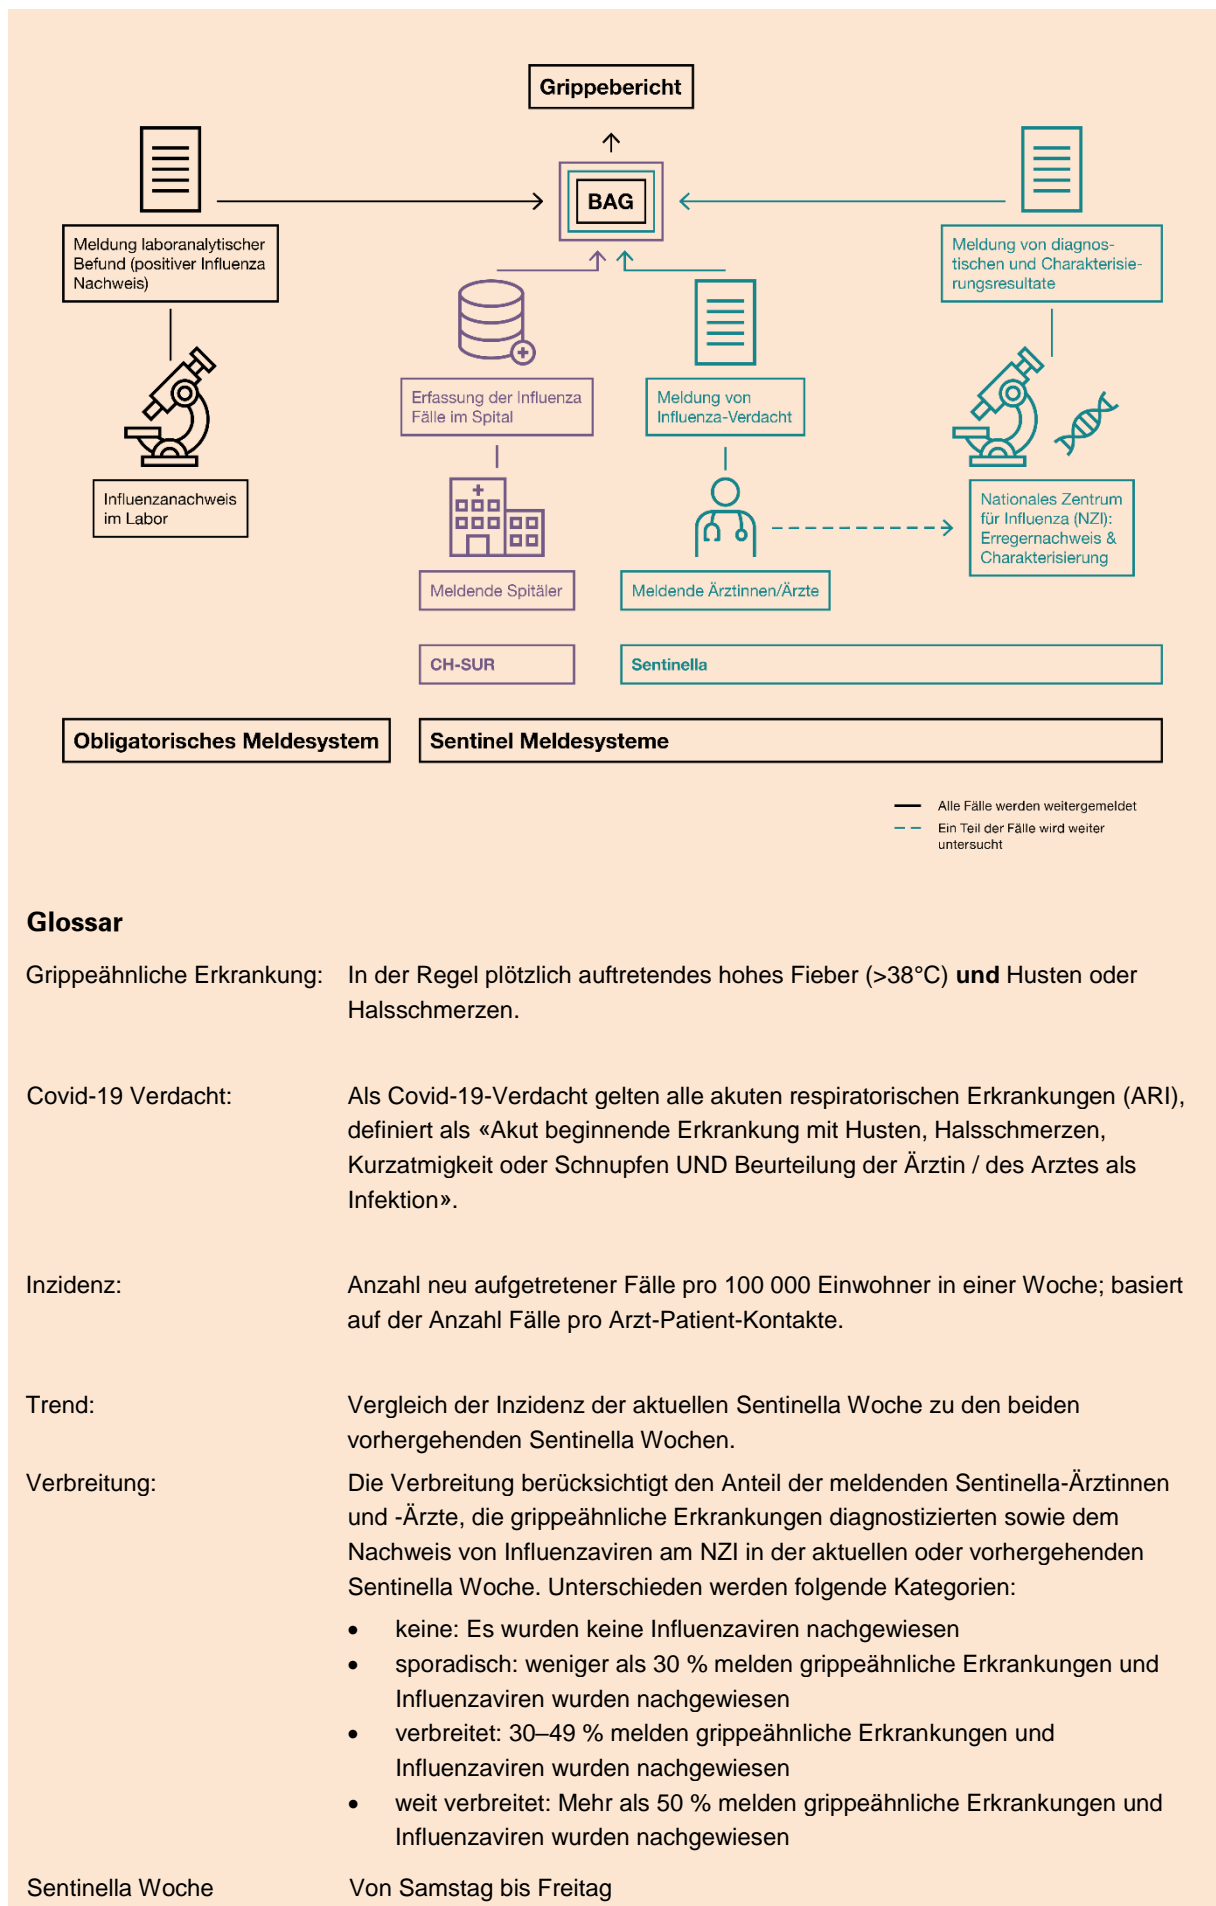 Grippebericht
BAG
Meldung laboranalytischer
Befund (positiver Influenza
Nachweis)
Meldung von diagnos-
tischen und Charakterisie-
rungsresultate
Erfassung der Influenza
Fälle im Spital
Meldung von
Influenza-Verdacht
Influenzanachweis
im Labor
Nationales Zentrum
für Influenza (NZI):
Erregernachweis &
Charakterisierung
Meldende Spitäler
Meldende Ärztinnen/Ärzte
CH-SUR
Sentinella
Obligatorisches Meldesystem
Sentinel Meldesysteme
Alle Fälle werden weitergemeldet
Ein Teil der Fälle wird weiter
untersucht
Glossar
Grippeähnliche Erkrankung: In der Regel plötzlich auftretendes hohes Fieber (>38°C) und Husten oder
Halsschmerzen.
Covid-19 Verdacht: Als Covid-19-Verdacht gelten alle akuten respiratorischen Erkrankungen (ARI),
definiert als «Akut beginnende Erkrankung mit Husten, Halsschmerzen,
Kurzatmigkeit oder Schnupfen UND Beurteilung der Ärztin / des Arztes als
Infektion».
Inzidenz: Anzahl neu aufgetretener Fälle pro 100 000 Einwohner in einer Woche; basiert
auf der Anzahl Fälle pro Arzt-Patient-Kontakte.
Trend: Vergleich der Inzidenz der aktuellen Sentinella Woche zu den beiden
vorhergehenden Sentinella Wochen.
Verbreitung: Die Verbreitung berücksichtigt den Anteil der meldenden Sentinella-Ärztinnen
und -Ärzte, die grippeähnliche Erkrankungen diagnostizierten sowie dem
Nachweis von Influenzaviren am NZI in der aktuellen oder vorhergehenden
Sentinella Woche. Unterschieden werden folgende Kategorien:
• keine: Es wurden keine Influenzaviren nachgewiesen
• sporadisch: weniger als 30 % melden grippeähnliche Erkrankungen und
Influenzaviren wurden nachgewiesen
• verbreitet: 30–49 % melden grippeähnliche Erkrankungen und
Influenzaviren wurden nachgewiesen
• weit verbreitet: Mehr als 50 % melden grippeähnliche Erkrankungen und
Influenzaviren wurden nachgewiesen
Sentinella Woche Von Samstag bis Freitag